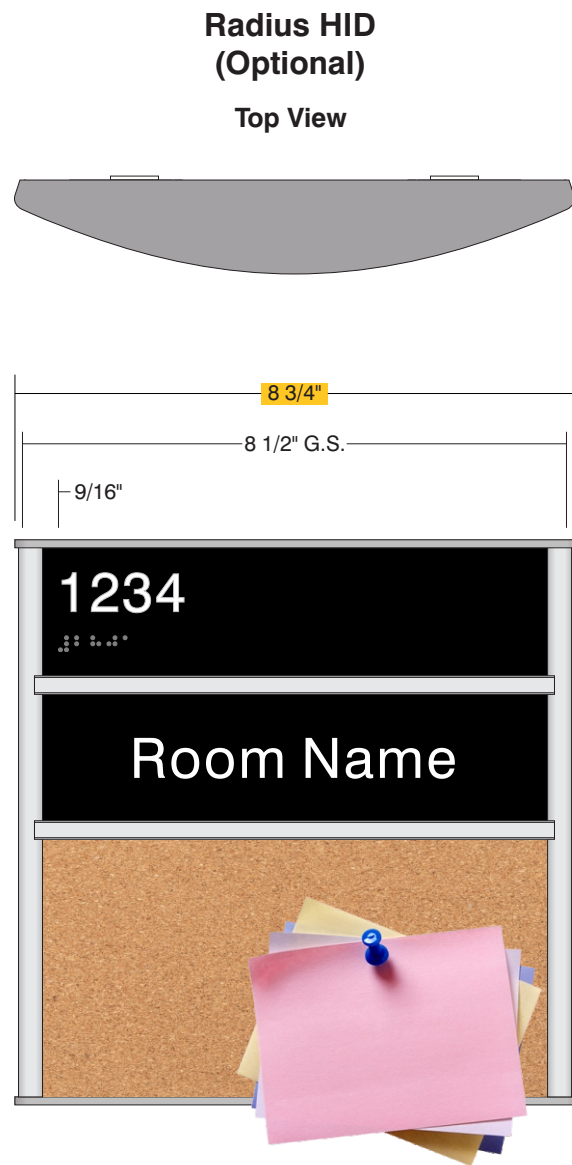 Radius HID
(Optional)
Top View
8 3/4"
8 1/2" G.S.
9/16"
1234
Room Name